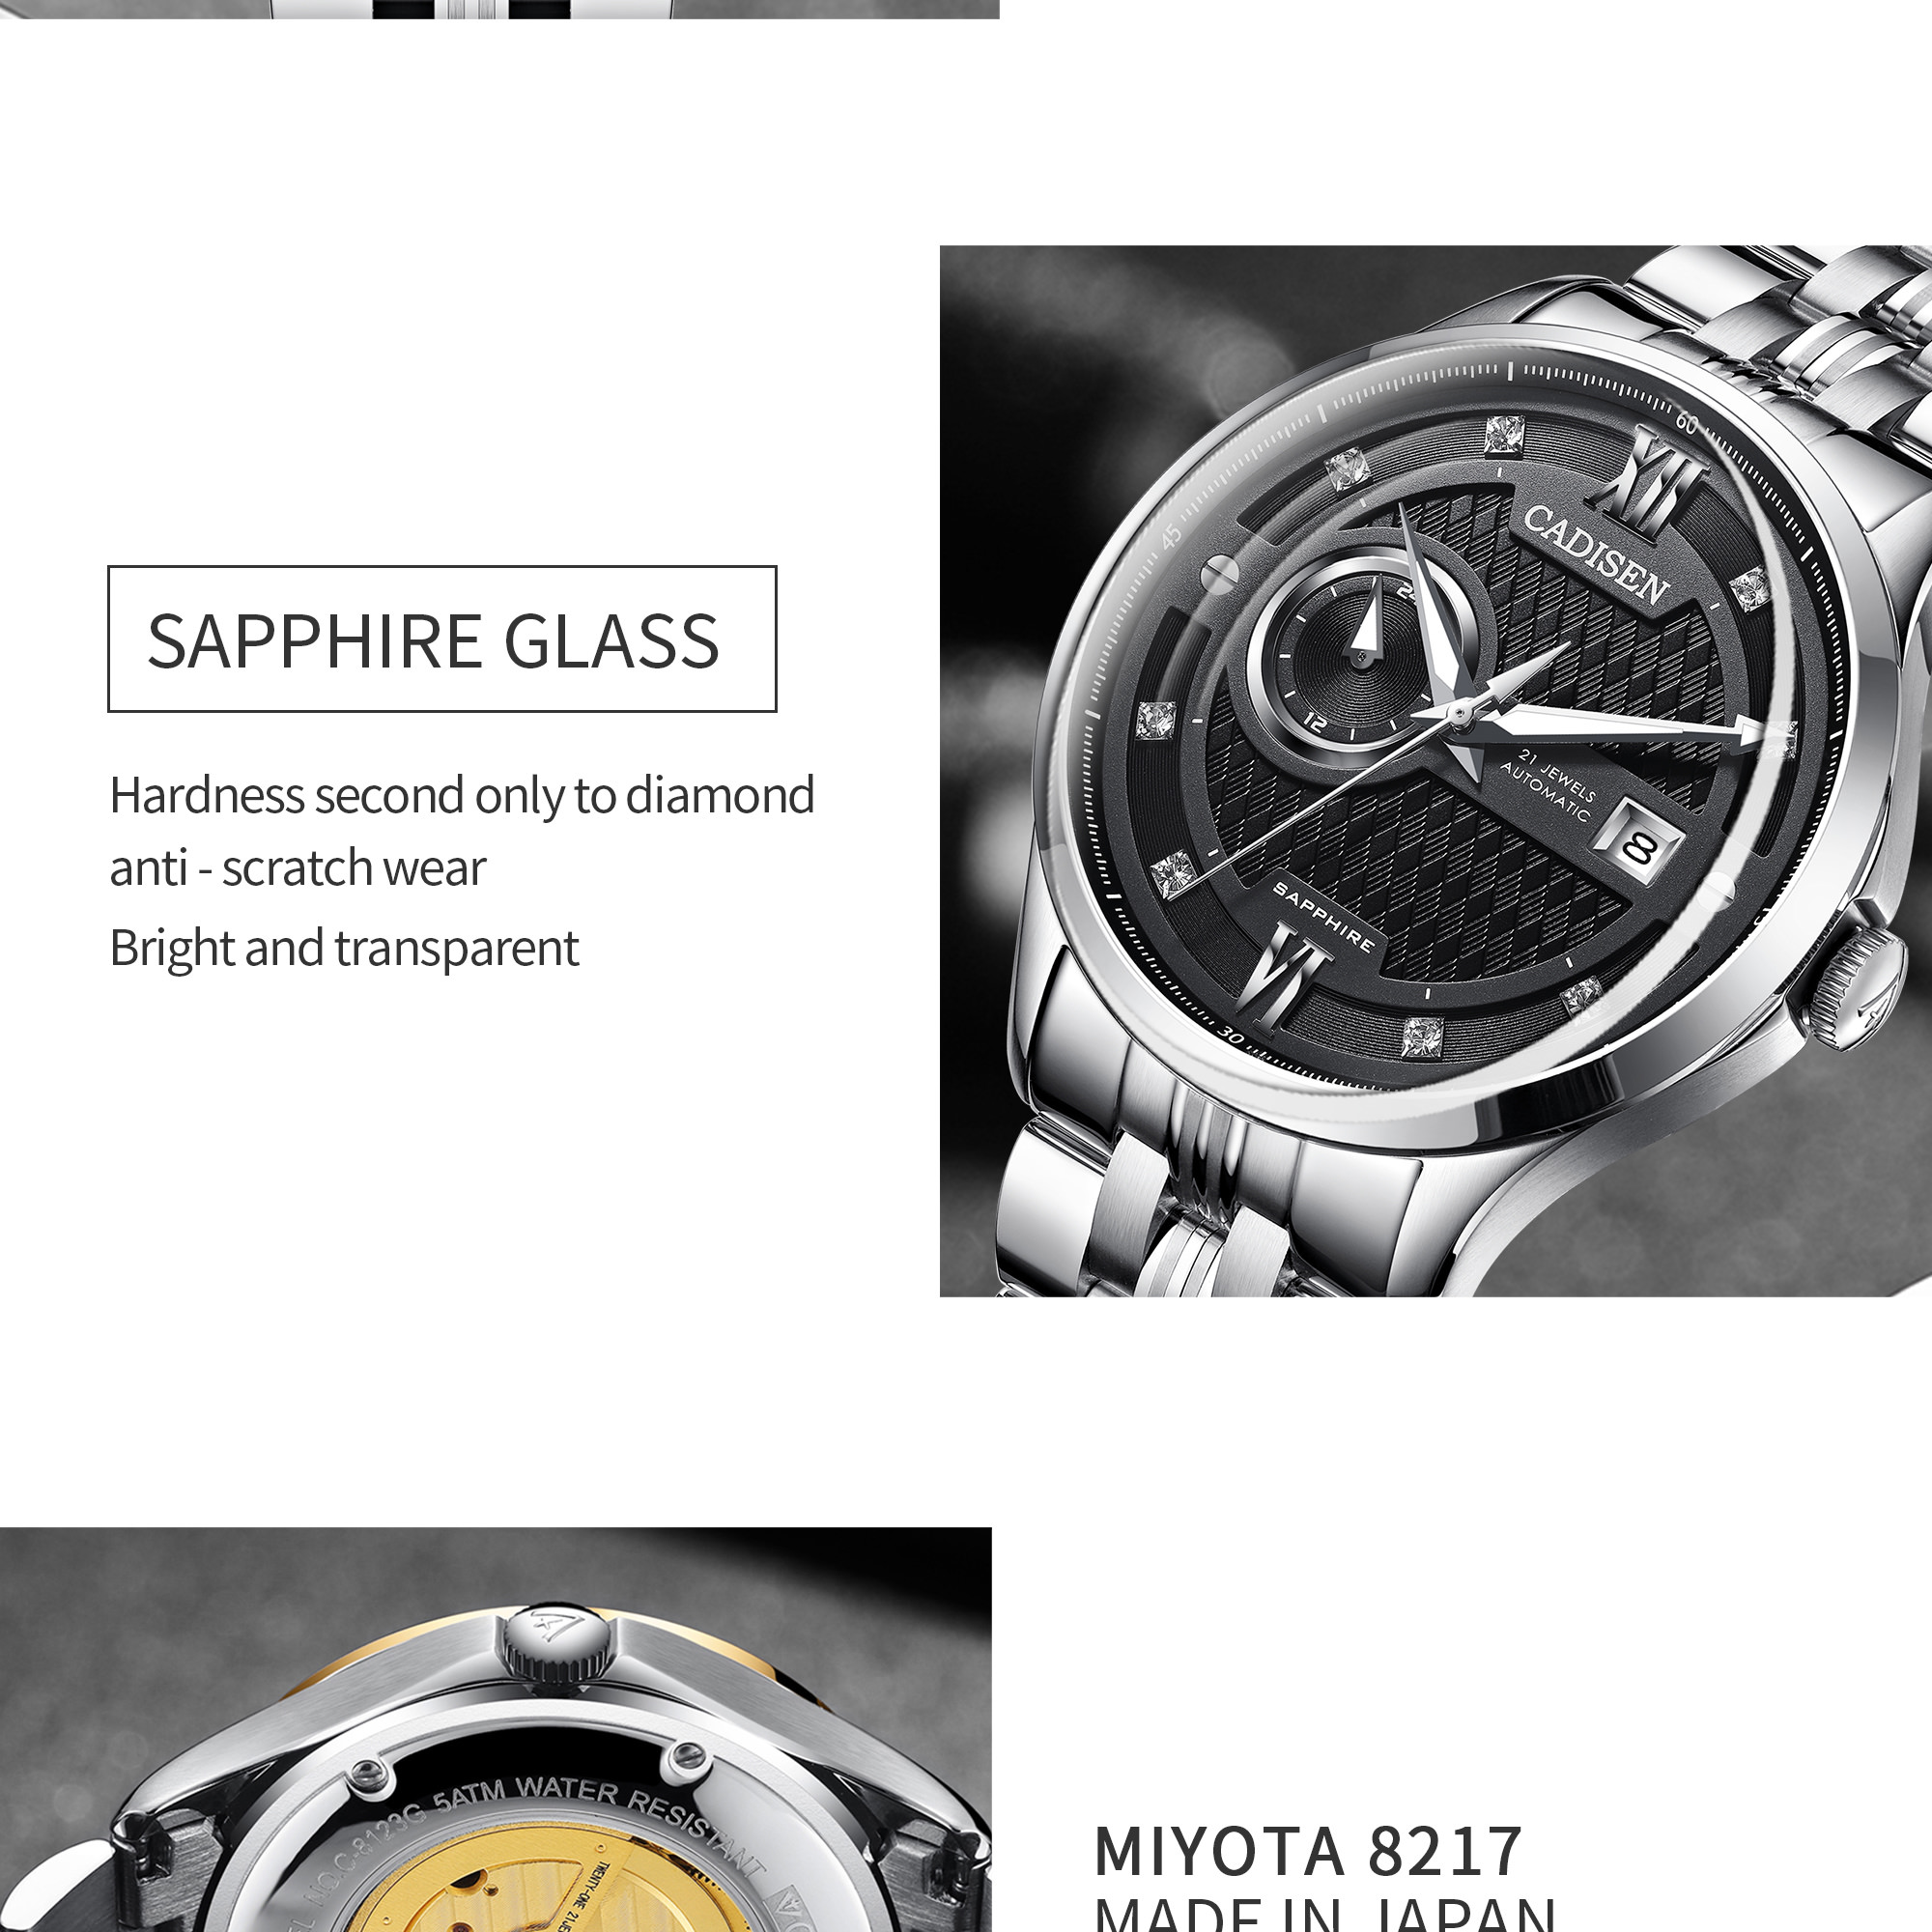 SAPPHIRE GLASS
Hardness second only to diamond
anti - scratch wear
Bright and transparent
60
XII
CADISEN
45
24
12
21 JEWELS
AUTOMATIC
8
SAPPHIRE
VI
30
NO.C-8123G 5ATM WATER RESISTANT
TWENTY-ONE 21
MIYOTA 8217
MADE IN JAPAN